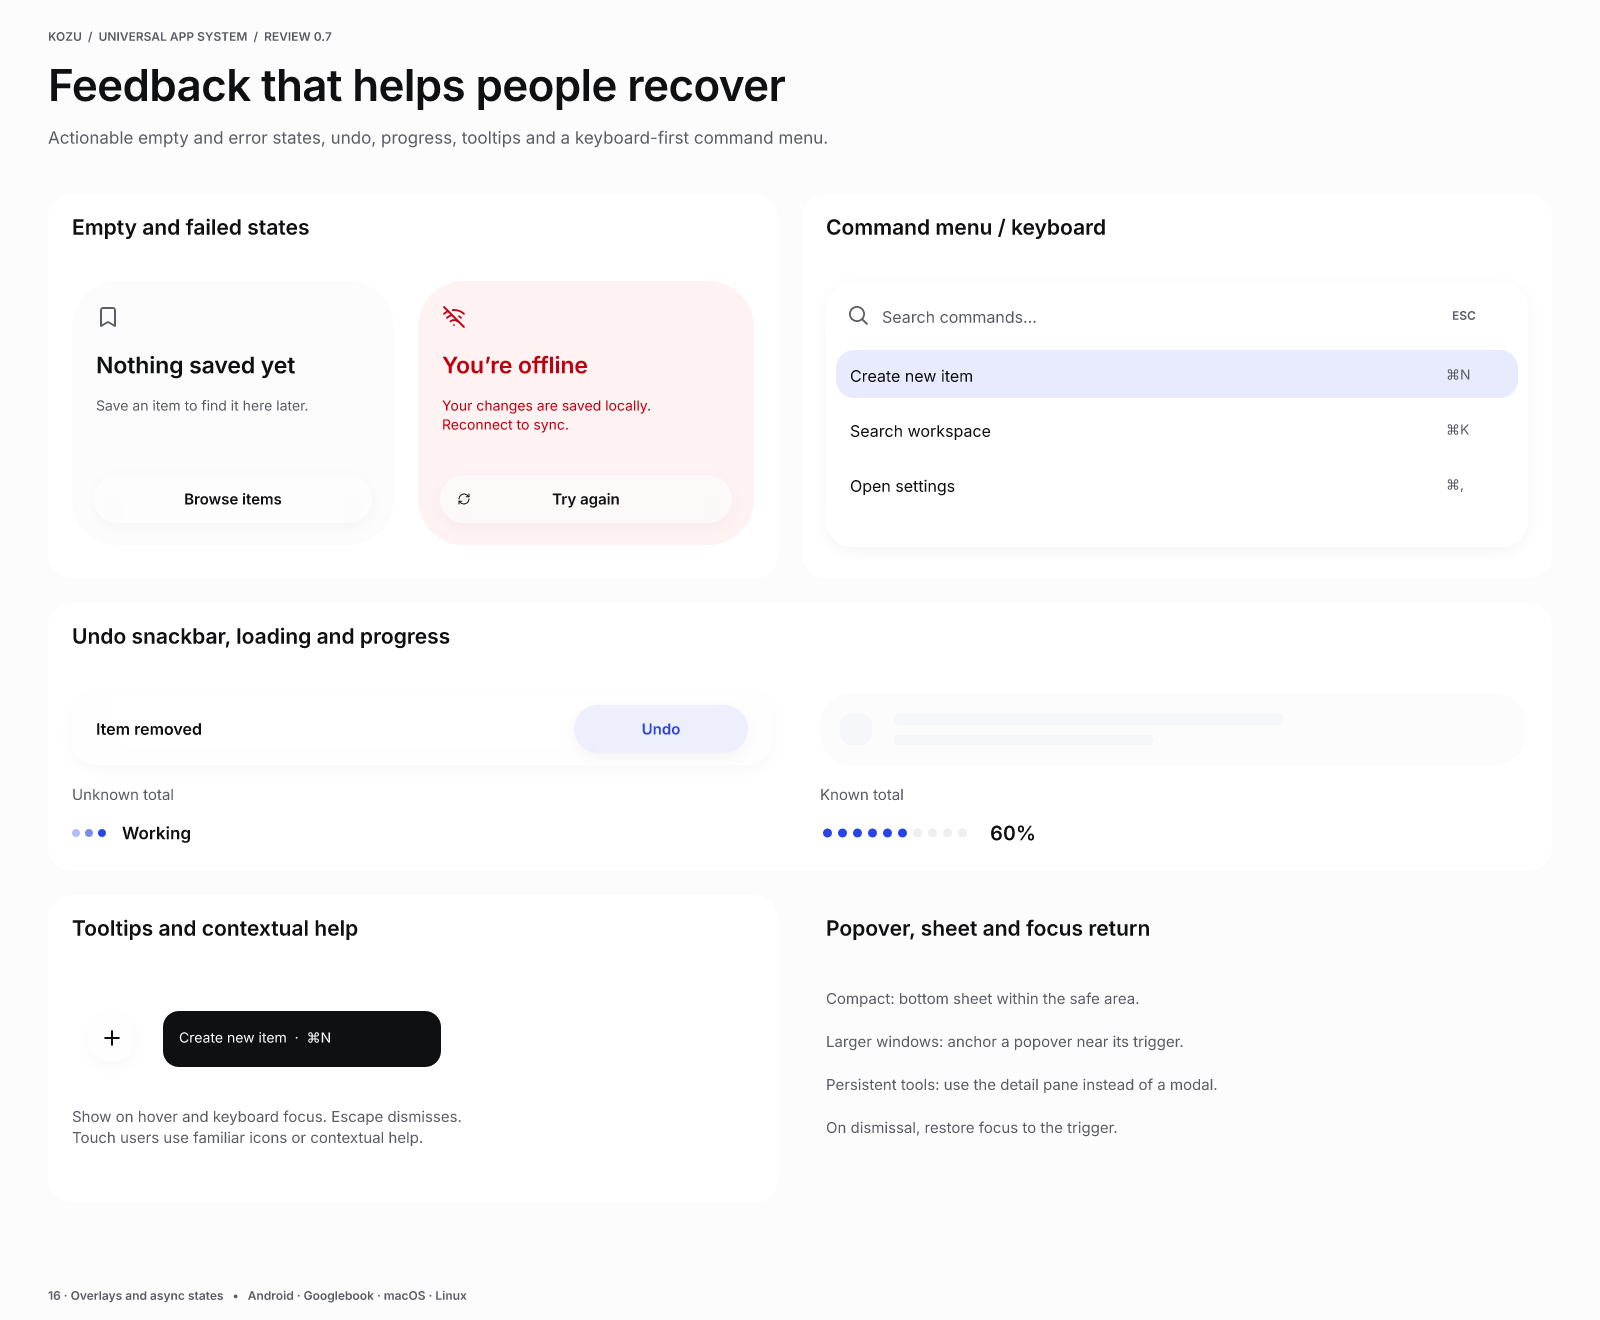 KOZU / UNIVERSAL APP SYSTEM / REVIEW 0.7
Feedback that helps people recover
Actionable empty and error states, undo, progress, tooltips and a keyboard-first command menu.
Empty and failed states
Nothing saved yet
Save an item to find it here later.
Browse items
You’re offline
Your changes are saved locally.
Reconnect to sync.
Try again
Command menu / keyboard
Search commands...
ESC
Create new item ⌘N
Search workspace ⌘K
Open settings ⌘,
Undo snackbar, loading and progress
Item removed
Undo
Unknown total
Working
Known total
60%
Tooltips and contextual help
Create new item · ⌘N
Show on hover and keyboard focus. Escape dismisses.
Touch users use familiar icons or contextual help.
Popover, sheet and focus return
Compact: bottom sheet within the safe area.
Larger windows: anchor a popover near its trigger.
Persistent tools: use the detail pane instead of a modal.
On dismissal, restore focus to the trigger.
16 · Overlays and async states • Android · Googlebook · macOS · Linux